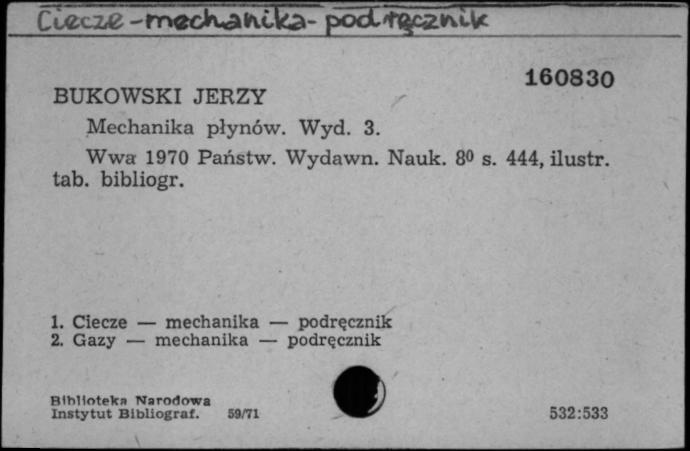 Ciecze - mechanika - podręcznik
160830
BUKOWSKI JERZY
Mechanika płynów. Wyd. 3.
Wwa 1970 Państw. Wydawn. Nauk. 8⁰ s. 444, ilustr.
tab. bibliogr.
1. Ciecze — mechanika — podręcznik
2. Gazy — mechanika — podręcznik
Biblioteka Narodowa
Instytut Bibliograf. 59/71
532:533